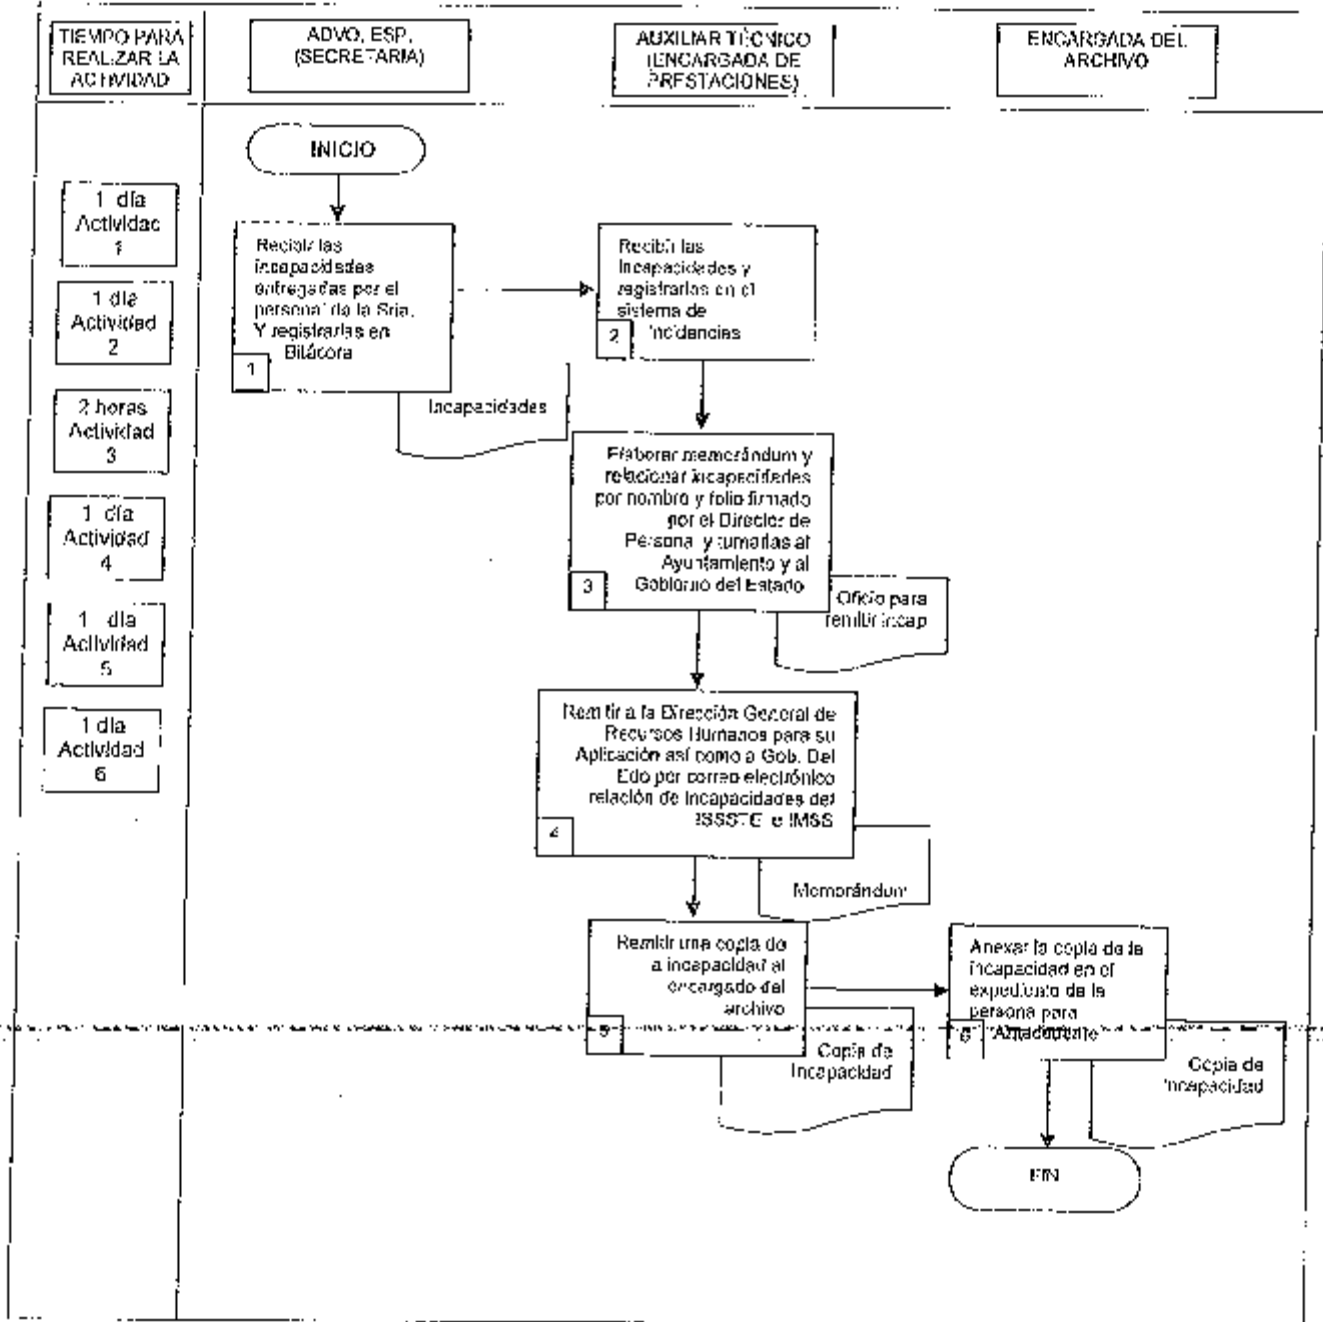 TIEMPO PARA
REALIZAR LA
ACTIVIDAD
ADVO. ESP.
(SECRETARIA)
AUXILIAR TÉCNICO
(ENCARGADA DE
PRESTACIONES)
ENCARGADA DEL
ARCHIVO
INICIO
1 día
Actividad
1
1 día
Actividad
2
2 horas
Actividad
3
1 día
Actividad
4
1 día
Actividad
5
1 día
Actividad
6
Recibir las
incapacidades
entregadas por el
personal de la Sria.
Y registrarlas en
Bitácora
1
Incapacidades
Recibir las
Incapacidades y
registrarlas en el
sistema de
Incidencias
2
Elaborar memorándum y
relacionar incapacidades
por nombre y folio firmado
por el Director de
Personal y turnarlas al
Ayuntamiento y al
Gobierno del Estado
3
Oficio para
remitir incap
Remitir a la Dirección General de
Recursos Humanos para su
Aplicación así como a Gob. Del
Edo por correo electrónico
relación de Incapacidades del
ISSSTE e IMSS
4
Memorándum
Remitir una copia de
la incapacidad al
encargado del
archivo
5
Copia de
Incapacidad
Anexar la copia de la
incapacidad en el
expediente de la
persona para
Antecedente
6
Copia de
Incapacidad
FIN